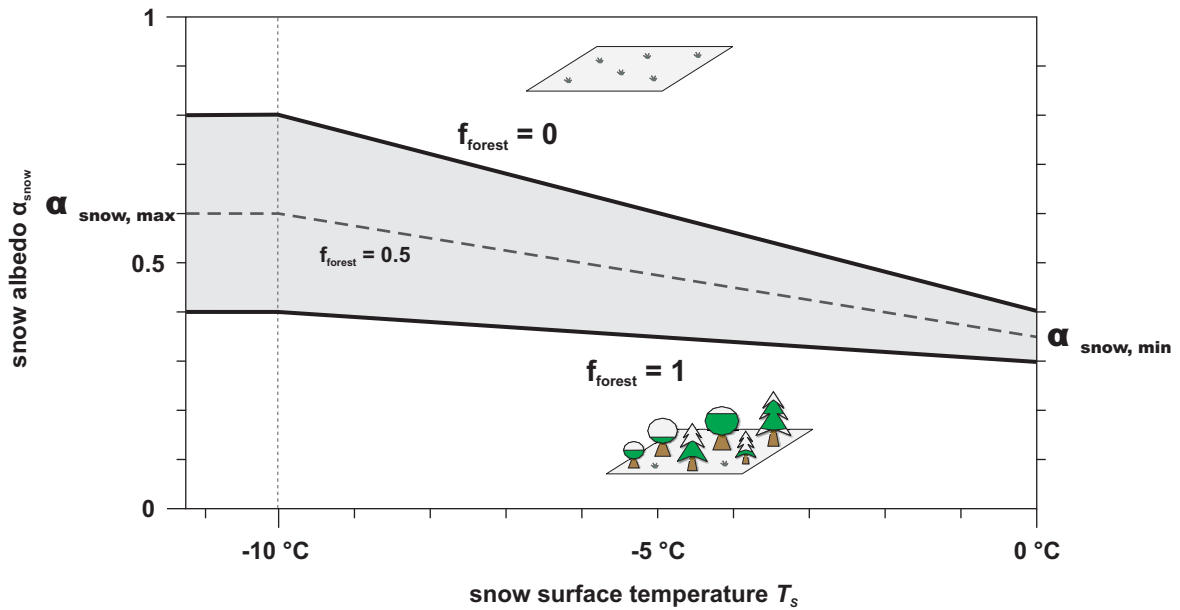 1
f forest = 0
snow albedo αsnow
α snow, max
f forest = 0.5
0.5
α snow, min
f forest = 1
0
-10 °C
-5 °C
0 °C
snow surface temperature Ts